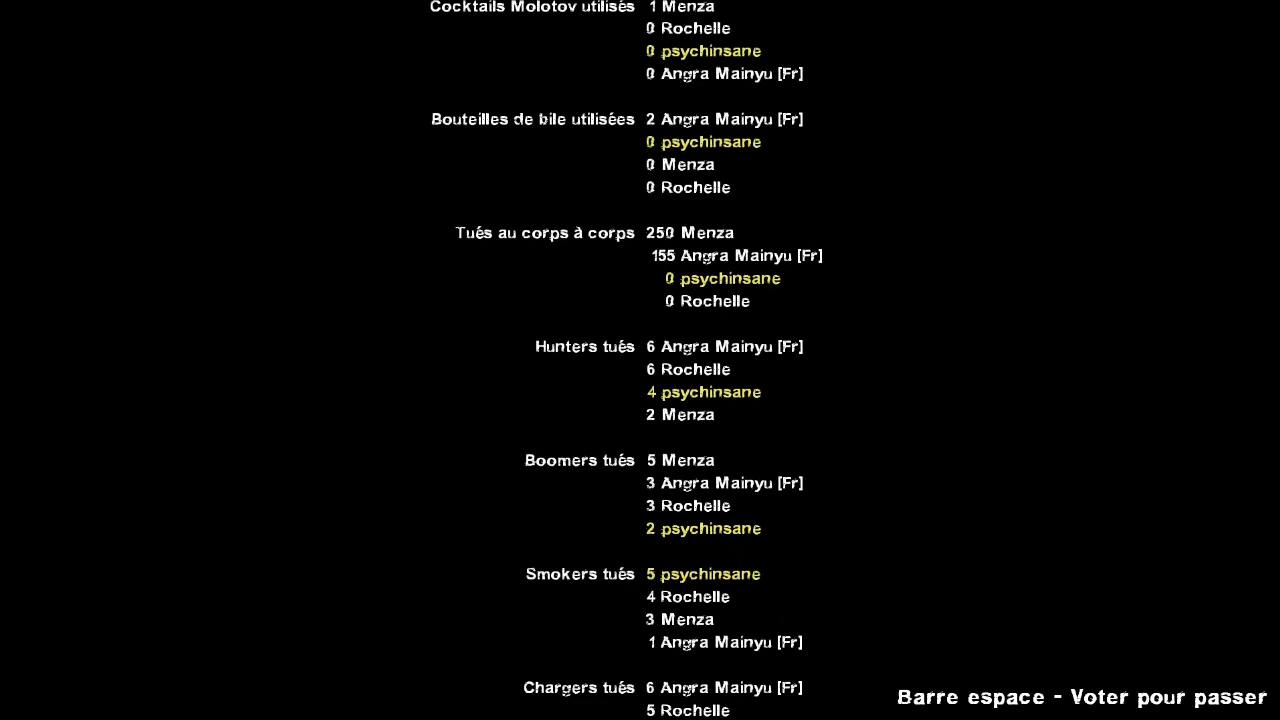 Cocktails Molotov utilisés 1 Menza
0 Rochelle
0 psychinsane
0 Angra Mainyu [Fr]
Bouteilles de bile utilisées 2 Angra Mainyu [Fr]
0 psychinsane
0 Menza
0 Rochelle
Tués au corps à corps 250 Menza
155 Angra Mainyu [Fr]
0 psychinsane
0 Rochelle
Hunters tués 6 Angra Mainyu [Fr]
6 Rochelle
4 psychinsane
2 Menza
Boomers tués 5 Menza
3 Angra Mainyu [Fr]
3 Rochelle
2 psychinsane
Smokers tués 5 psychinsane
4 Rochelle
3 Menza
1 Angra Mainyu [Fr]
Chargers tués 6 Angra Mainyu [Fr]
5 Rochelle
Barre espace - Voter pour passer